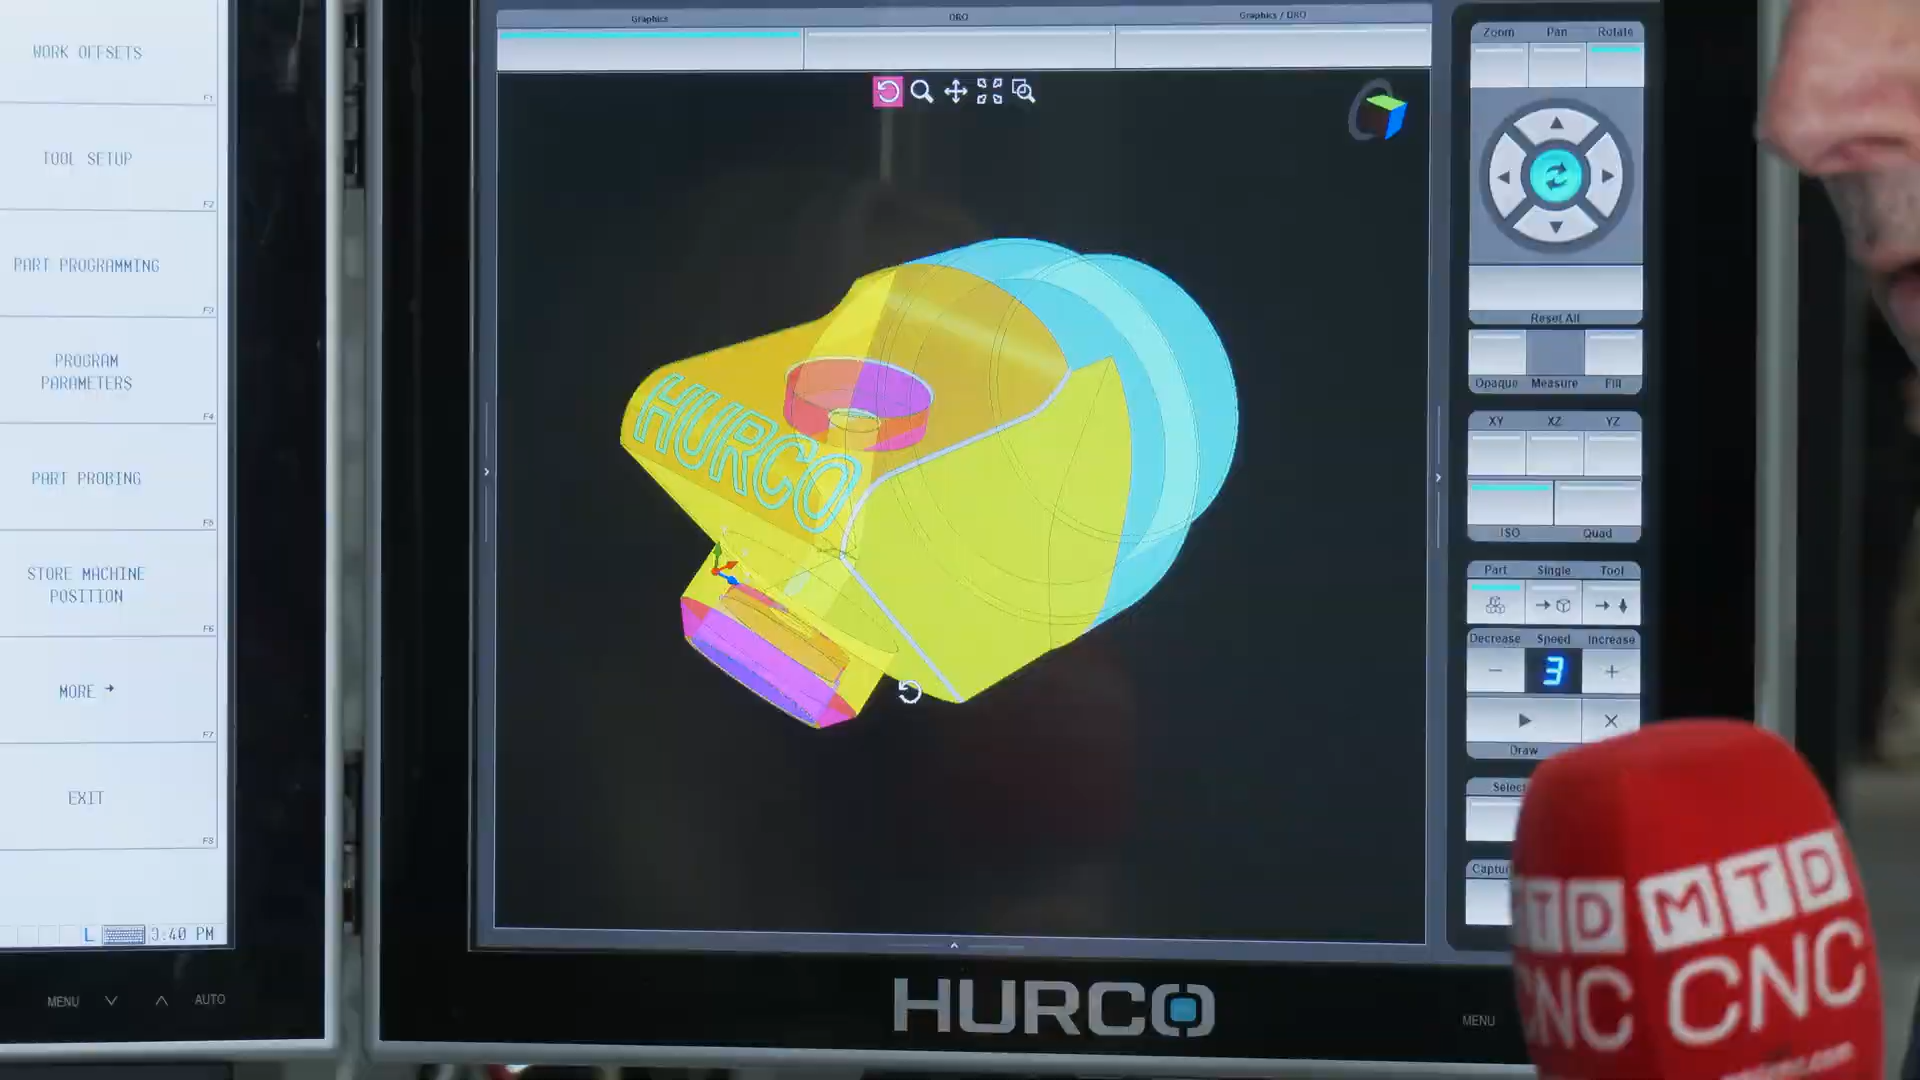 WORK OFFSETS
F1
TOOL SETUP
F2
PART PROGRAMMING
F3
PROGRAM
PARAMETERS
F4
PART PROBING
F5
STORE MACHINE
POSITION
F6
MORE
F7
EXIT
F8
L
3:40 PM
MENU
AUTO
Graphics
DRO
Graphics / DRO
HURCO
HURCO
MENU
Zoom
Pan
Rotate
Reset All
Opaque
Measure
Fill
XY
XZ
YZ
ISO
Quad
Part
Single
Tool
Decrease
Speed
Increase
3
Draw
Select
MTD
CNC